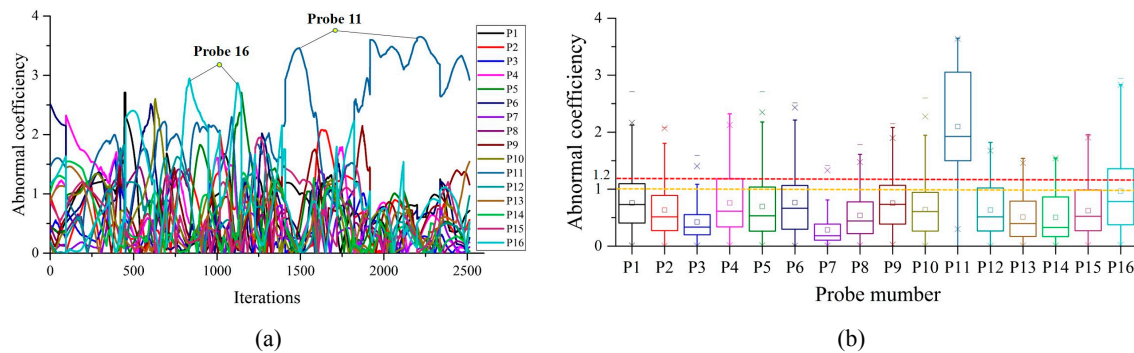 (a)
Abnormal coefficiency
4
3
2
1
0
Probe 11
Probe 16
P1
P2
P3
P4
P5
P6
P7
P8
P9
P10
P11
P12
P13
P14
P15
P16
0 500 1000 1500 2000 2500
Iterations
(a)
(b)
Abnormal coefficiency
4
3
2
1.2
1
0
P1 P2 P3 P4 P5 P6 P7 P8 P9 P10 P11 P12 P13 P14 P15 P16
Probe mumber
(b)